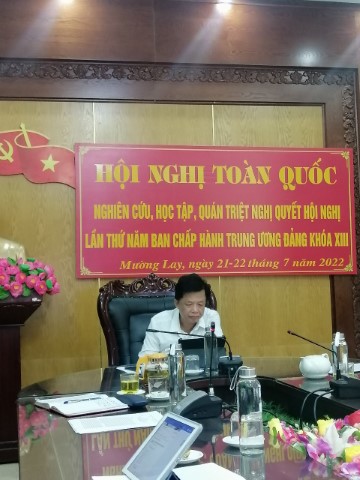 HỘI NGHỊ TOÀN QUỐC
NGHIÊN CỨU, HỌC TẬP, QUÁN TRIỆT NGHỊ QUYẾT HỘI NGHỊ
LẦN THỨ NĂM BAN CHẤP HÀNH TRUNG ƯƠNG ĐẢNG KHÓA XIII
Mường Lay, ngày 21-22 tháng 7 năm 2022